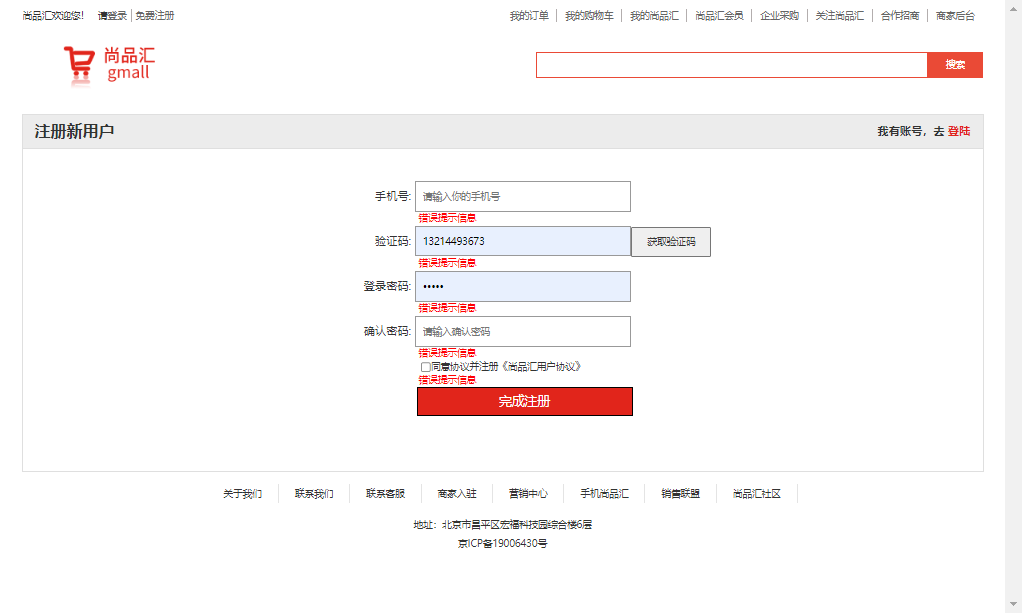 尚品汇欢迎您! 请登录 免费注册 我的订单 我的购物车 我的尚品汇 尚品汇会员 企业采购 关注尚品汇 合作招商 商家后台
尚品汇
gmall
搜索
注册新用户 我有账号，去 登陆
手机号: 请输入你的手机号
错误提示信息
验证码: 13214493673 获取验证码
错误提示信息
登录密码: •••••
错误提示信息
确认密码: 请输入确认密码
错误提示信息
同意协议并注册《尚品汇用户协议》
错误提示信息
完成注册
关于我们 联系我们 联系客服 商家入驻 营销中心 手机尚品汇 销售联盟 尚品汇社区
地址：北京市昌平区宏福科技园综合楼6层
京ICP备19006430号